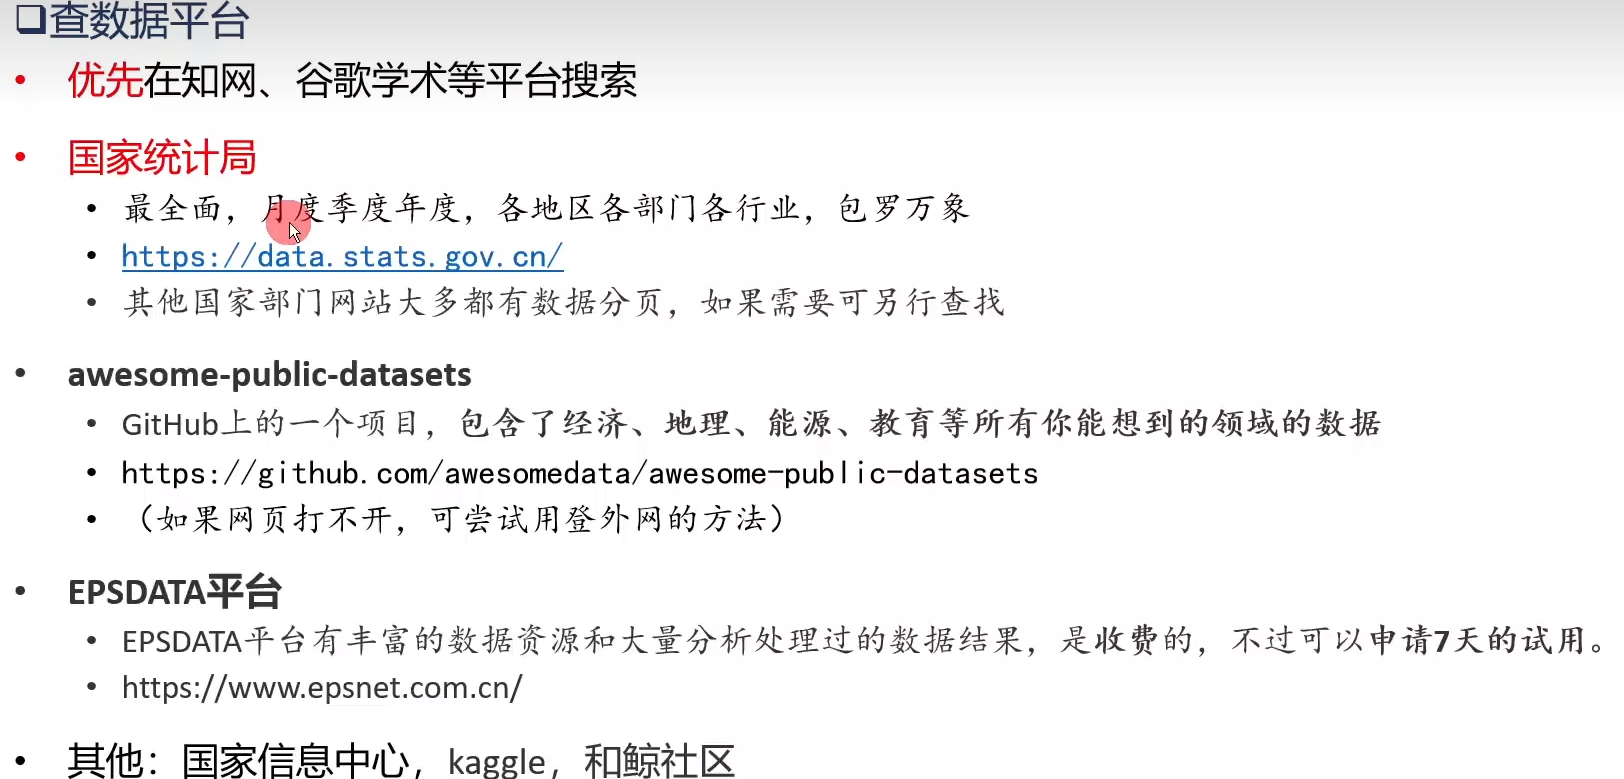 查数据平台
优先在知网、谷歌学术等平台搜索
国家统计局
最全面，月度季度年度，各地区各部门各行业，包罗万象
https://data.stats.gov.cn/
其他国家部门网站大多都有数据分页，如果需要可另行查找
awesome-public-datasets
GitHub上的一个项目，包含了经济、地理、能源、教育等所有你能想到的领域的数据
https://github.com/awesomedata/awesome-public-datasets
（如果网页打不开，可尝试用登外网的方法）
EPSDATA平台
EPSDATA平台有丰富的数据资源和大量分析处理过的数据结果，是收费的，不过可以申请7天的试用。
https://www.epsnet.com.cn/
其他：国家信息中心，kaggle，和鲸社区